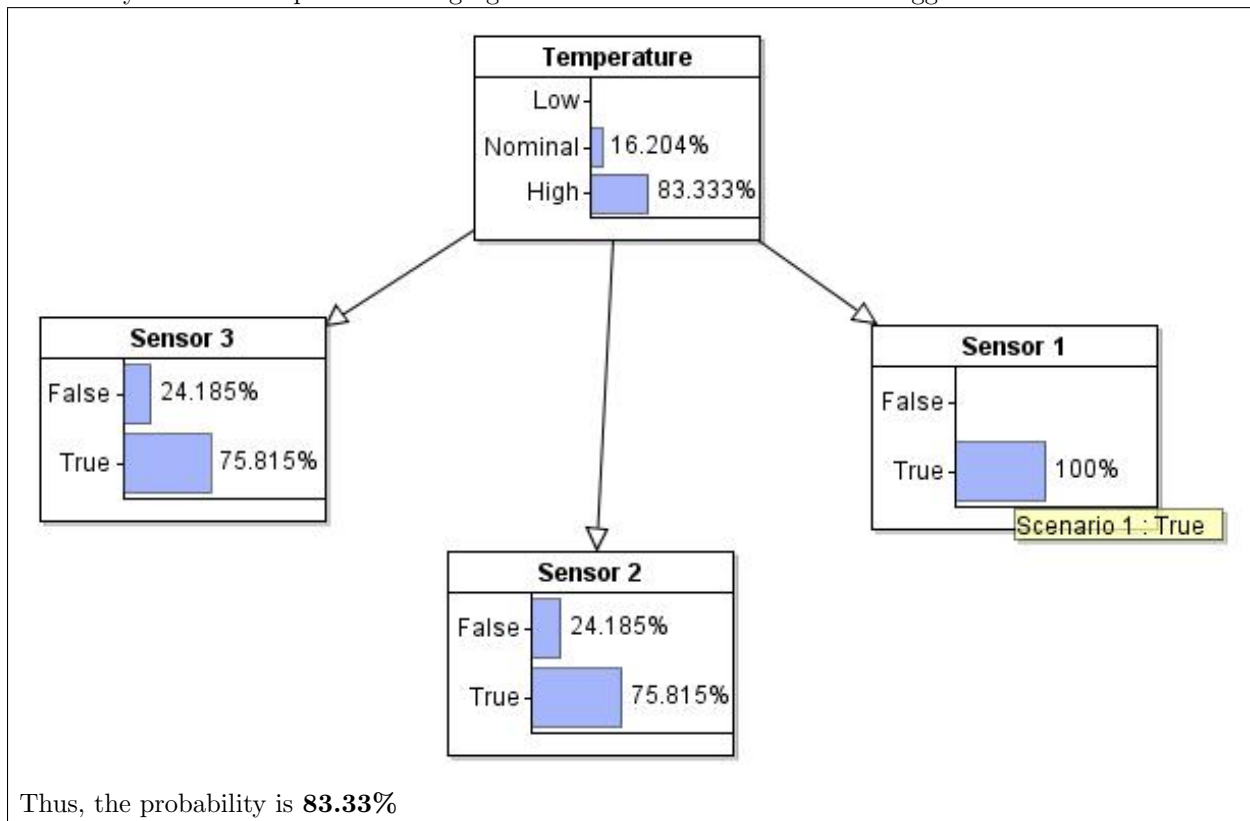 Temperature
Low
Nominal 16.204%
High 83.333%
Sensor 3
False 24.185%
True 75.815%
Sensor 1
False
True 100%
Scenario 1 : True
Sensor 2
False 24.185%
True 75.815%
Thus, the probability is 83.33%